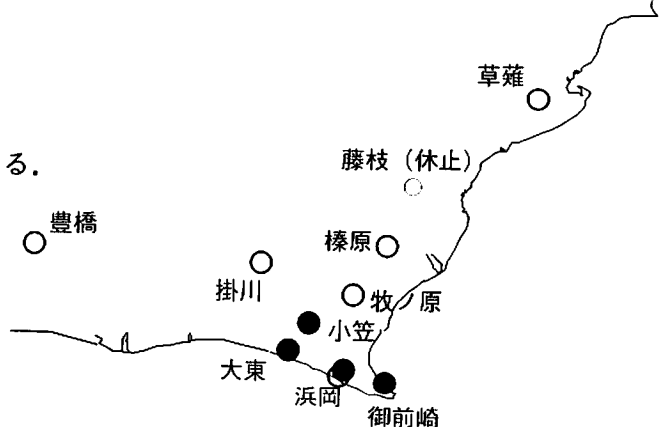 草薙
藤枝（休止）
る．
豊橋
榛原
掛川
牧ノ原
小笠
大東
浜岡
御前崎